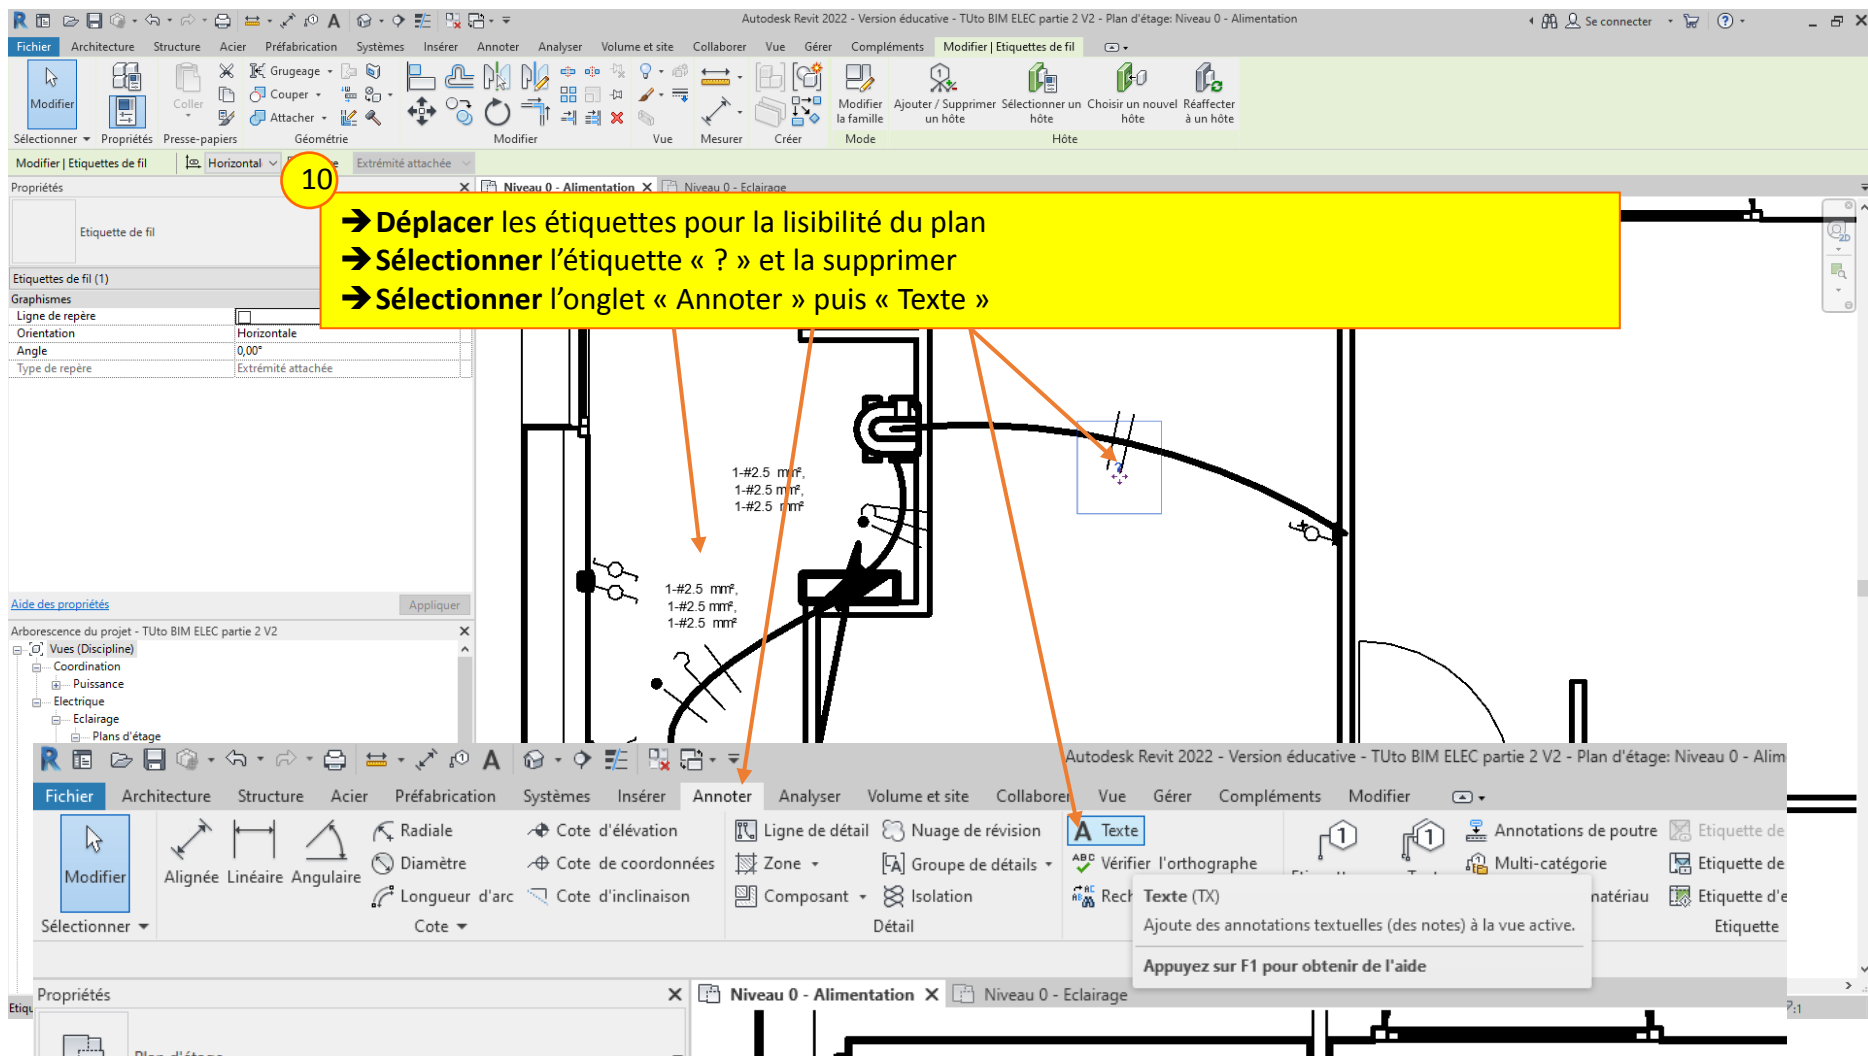 Autodesk Revit 2022 - Version éducative - TUto BIM ELEC partie 2 V2 - Plan d'étage: Niveau 0 - Alimentation
Se connecter
Fichier Architecture Structure Acier Préfabrication Systèmes Insérer Annoter Analyser Volume et site Collaborer Vue Gérer Compléments Modifier | Etiquettes de fil
Grugeage
Modifier Coller Couper Modifier Ajouter / Supprimer Sélectionner un Choisir un nouvel Réaffecter
Attacher la famille un hôte hôte hôte à un hôte
Sélectionner Propriétés Presse-papiers Géométrie Modifier Vue Mesurer Créer Mode Hôte
Modifier | Etiquettes de fil Horizontal Extrémité attachée
10
Propriétés Niveau 0 - Alimentation Niveau 0 - Eclairage
➔ Déplacer les étiquettes pour la lisibilité du plan
➔ Sélectionner l'étiquette « ? » et la supprimer
➔ Sélectionner l'onglet « Annoter » puis « Texte »
Etiquette de fil
2D
Etiquettes de fil (1)
Graphismes
Ligne de repère
Orientation Horizontale
Angle 0,00°
Type de repère Extrémité attachée
?
1-#2.5 mm²,
1-#2.5 mm²,
1-#2.5 mm²
1-#2.5 mm²,
1-#2.5 mm²,
1-#2.5 mm²
Aide des propriétés Appliquer
Arborescence du projet - TUto BIM ELEC partie 2 V2
Vues (Discipline)
Coordination
Puissance
Electrique
Eclairage
Plans d'étage
Autodesk Revit 2022 - Version éducative - TUto BIM ELEC partie 2 V2 - Plan d'étage: Niveau 0 - Alim
Fichier Architecture Structure Acier Préfabrication Systèmes Insérer Annoter Analyser Volume et site Collaborer Vue Gérer Compléments Modifier
Radiale Cote d'élévation Ligne de détail Nuage de révision Texte Annotations de poutre Etiquette de
Modifier Alignée Linéaire Angulaire Diamètre Cote de coordonnées Zone Groupe de détails Vérifier l'orthographe Multi-catégorie Etiquette de
Longueur d'arc Cote d'inclinaison Composant Isolation Rech natériau Etiquette d'e
Sélectionner Cote Détail Etiquette
Texte (TX)
Ajoute des annotations textuelles (des notes) à la vue active.
Appuyez sur F1 pour obtenir de l'aide
Propriétés Niveau 0 - Alimentation Niveau 0 - Eclairage
Etiqu
:1